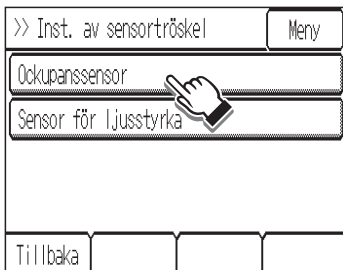 >> Inst. av sensortröskel
Meny
Ockupanssensor
Sensor för ljusstyrka
Tillbaka